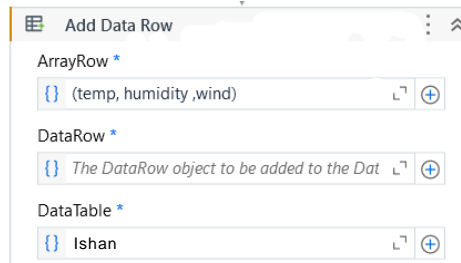 Add Data Row
ArrayRow *
{} (temp, humidity ,wind)
DataRow *
{} The DataRow object to be added to the Dat
DataTable *
{} Ishan